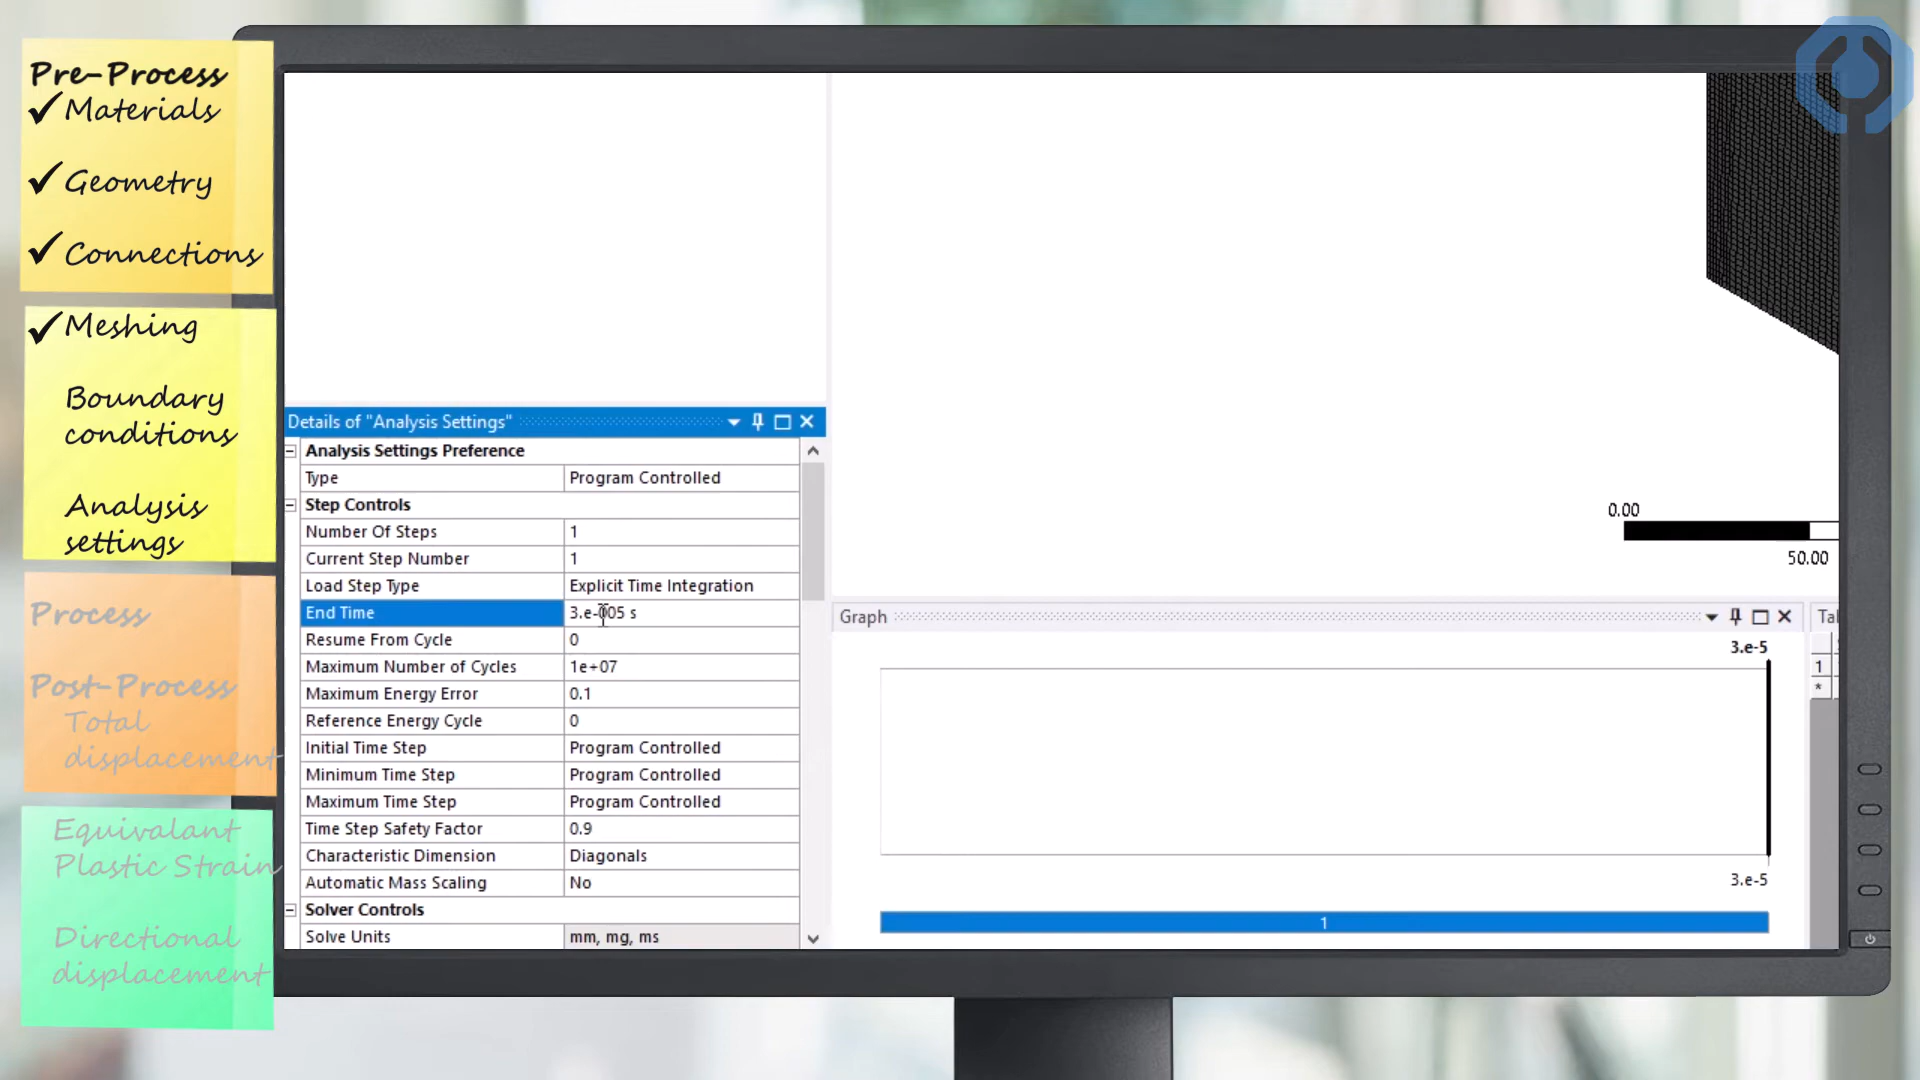 Pre-Process
✓ Materials
✓ Geometry
✓ Connections
✓ Meshing
Boundary
conditions
Analysis
settings
Process
Post-Process
Total
displacement
Equivalant
Plastic Strain
Directional
displacement
Details of "Analysis Settings"
Analysis Settings Preference
Type Program Controlled
Step Controls
Number Of Steps 1
Current Step Number 1
Load Step Type Explicit Time Integration
End Time 3.e-005 s
Resume From Cycle 0
Maximum Number of Cycles 1e+07
Maximum Energy Error 0.1
Reference Energy Cycle 0
Initial Time Step Program Controlled
Minimum Time Step Program Controlled
Maximum Time Step Program Controlled
Time Step Safety Factor 0.9
Characteristic Dimension Diagonals
Automatic Mass Scaling No
Solver Controls
Solve Units mm, mg, ms
0.00
50.00
Graph
3.e-5
3.e-5
1
1
*